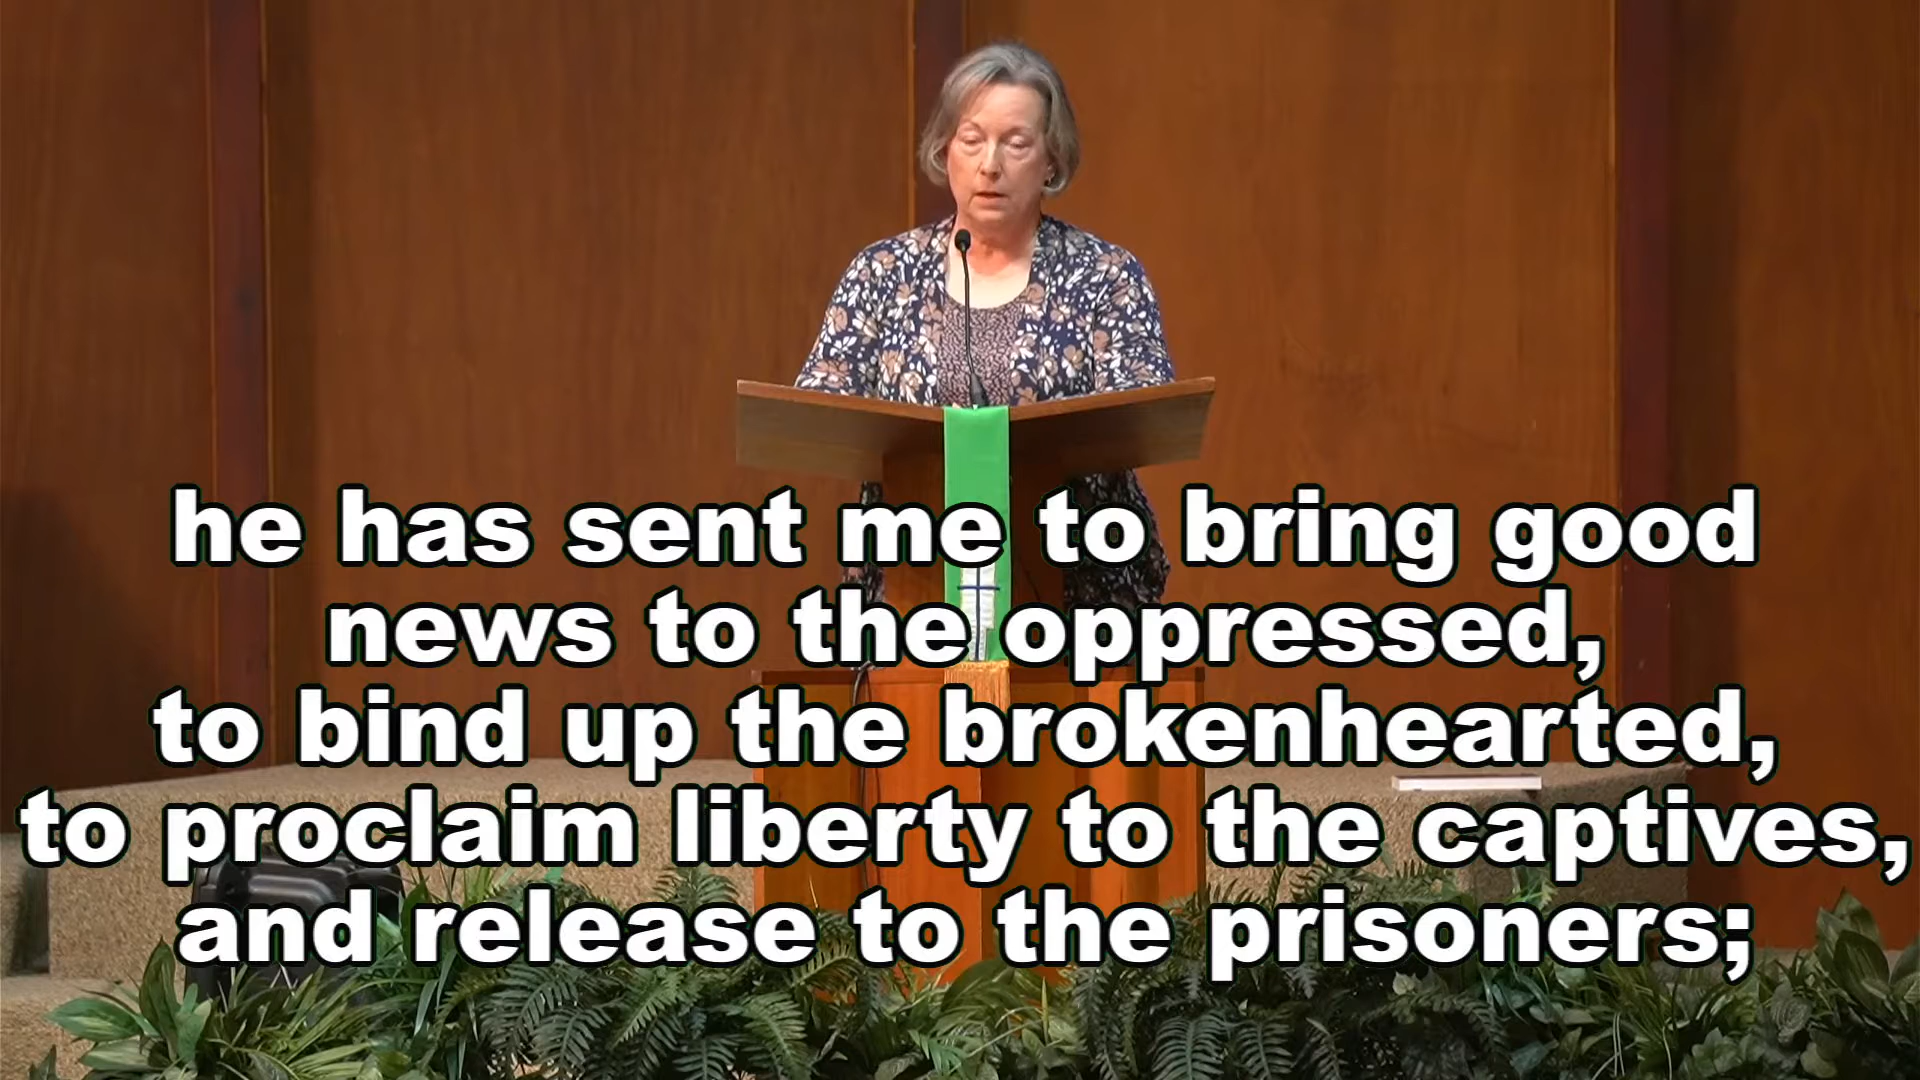 he has sent me to bring good
news to the oppressed,
to bind up the brokenhearted,
to proclaim liberty to the captives,
and release to the prisoners;